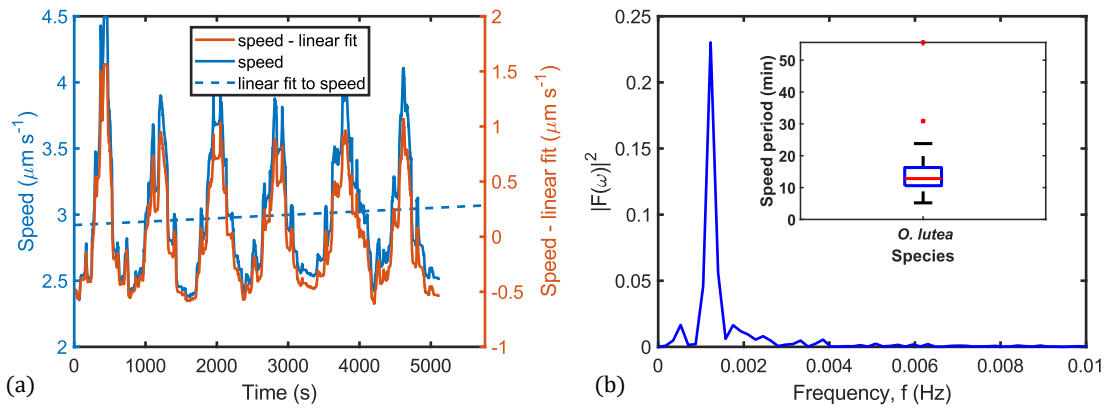 4.5
4
3.5
3
2.5
2
Speed (μm s⁻¹)
speed - linear fit
speed
linear fit to speed
2
1.5
1
0.5
0
-0.5
-1
Speed - linear fit (μm s⁻¹)
0 1000 2000 3000 4000 5000
Time (s)
(a)
0.25
0.2
0.15
0.1
0.05
0
|F(ω)|²
50
40
30
20
10
0
Speed period (min)
O. lutea
Species
0 0.002 0.004 0.006 0.008 0.01
Frequency, f (Hz)
(b)